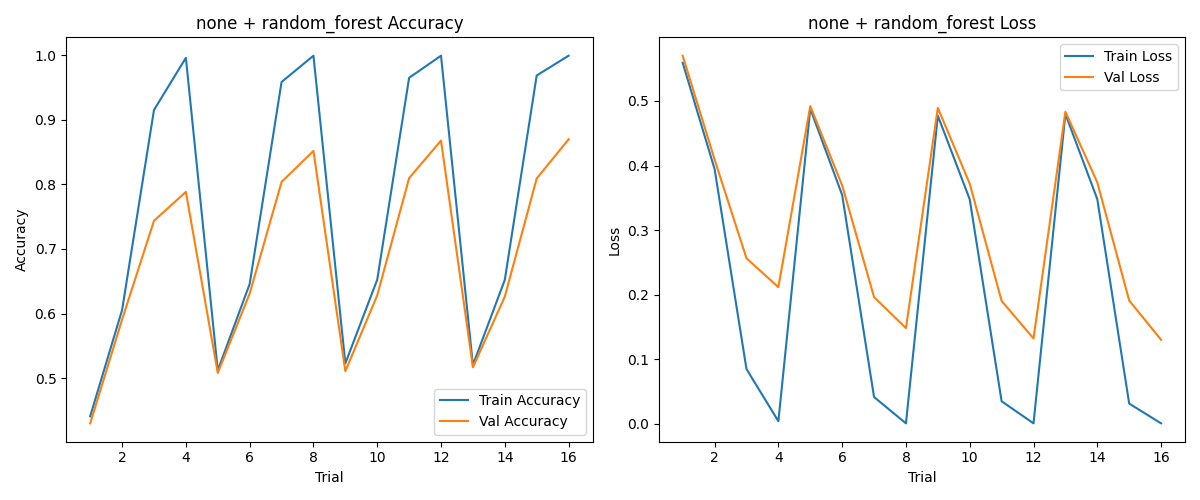 none + random_forest Accuracy
1.0
0.9
0.8
0.7
0.6
0.5
Accuracy
2
4
6
8
10
12
14
16
Trial
Train Accuracy
Val Accuracy
none + random_forest Loss
0.5
0.4
0.3
0.2
0.1
0.0
Loss
2
4
6
8
10
12
14
16
Trial
Train Loss
Val Loss